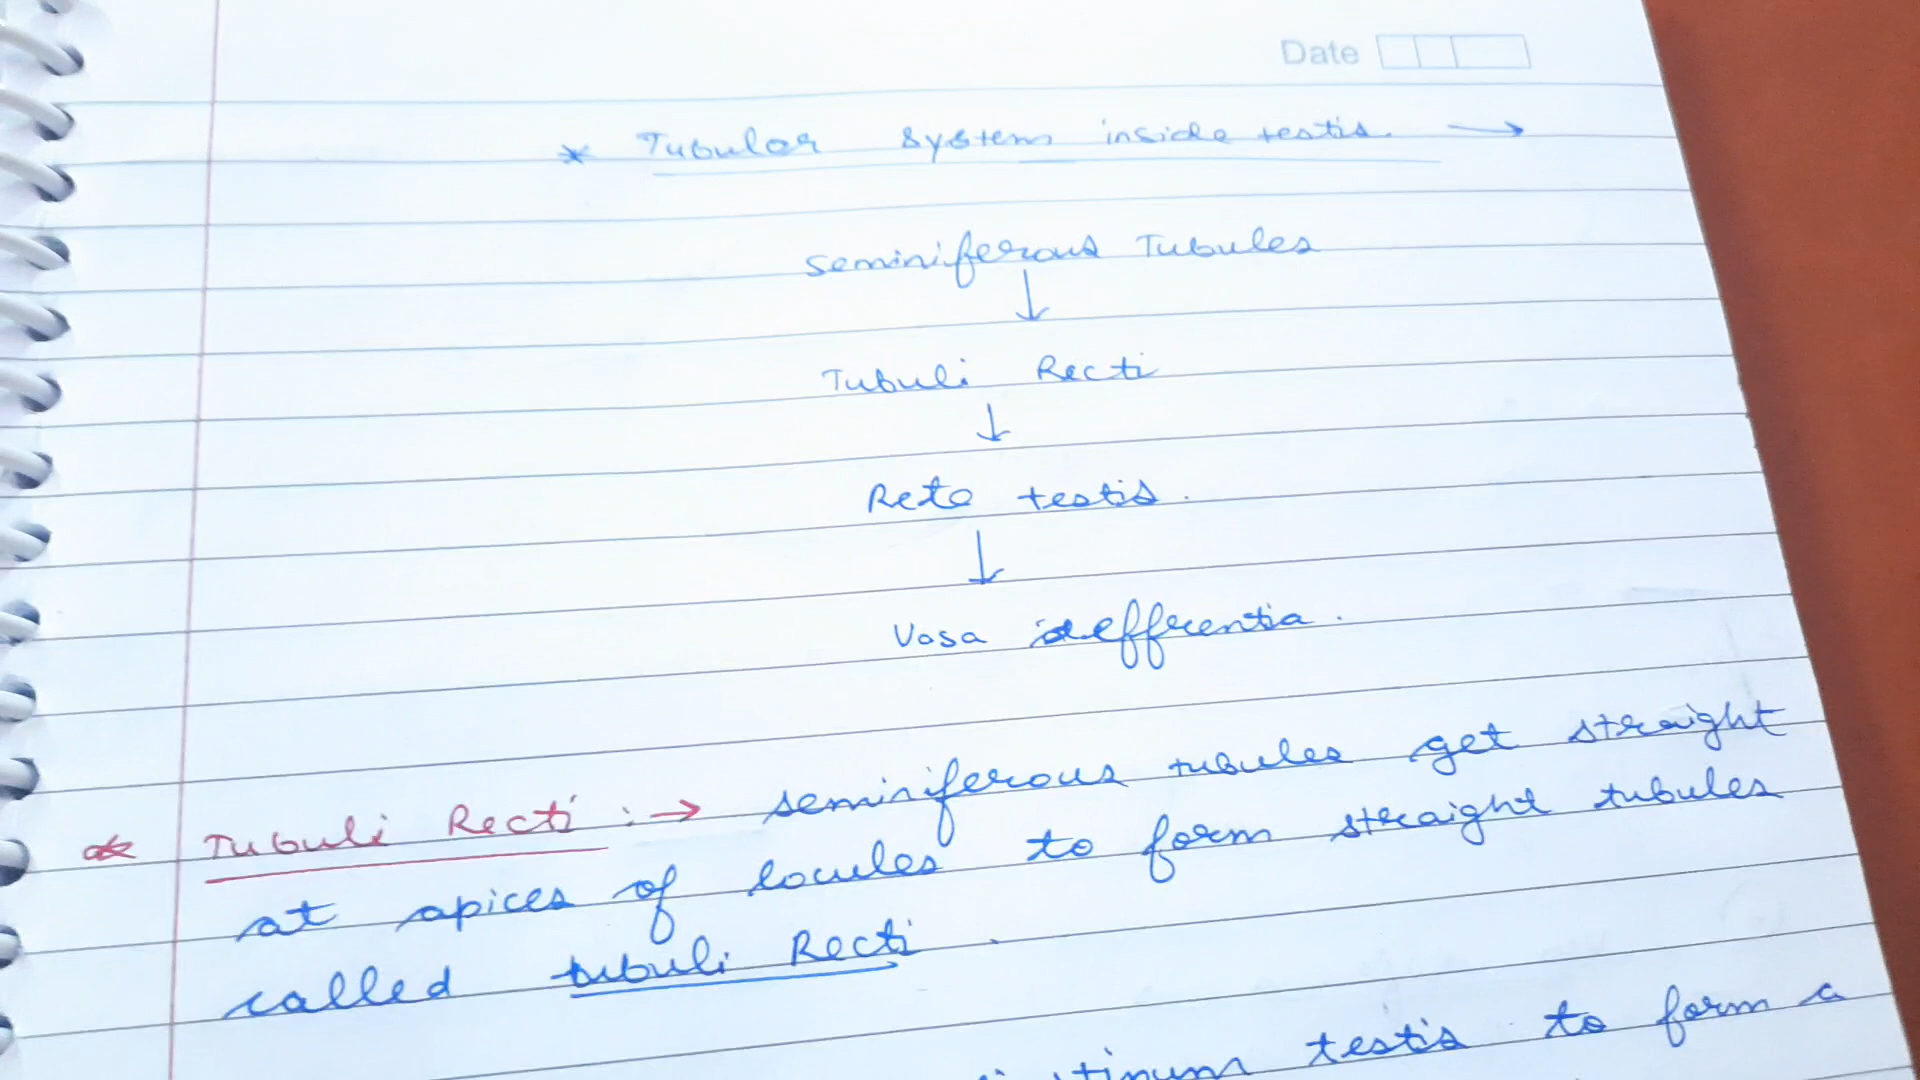 Date
* Tubular system inside testis. →
Seminiferous Tubules
↓
Tubuli Recti
↓
Rete testis.
↓
Vasa efferentia.
* Tubuli Recti :→ seminiferous tubules get straight
at apices of locules to form straight tubules
called tubuli Recti.
testis to form a